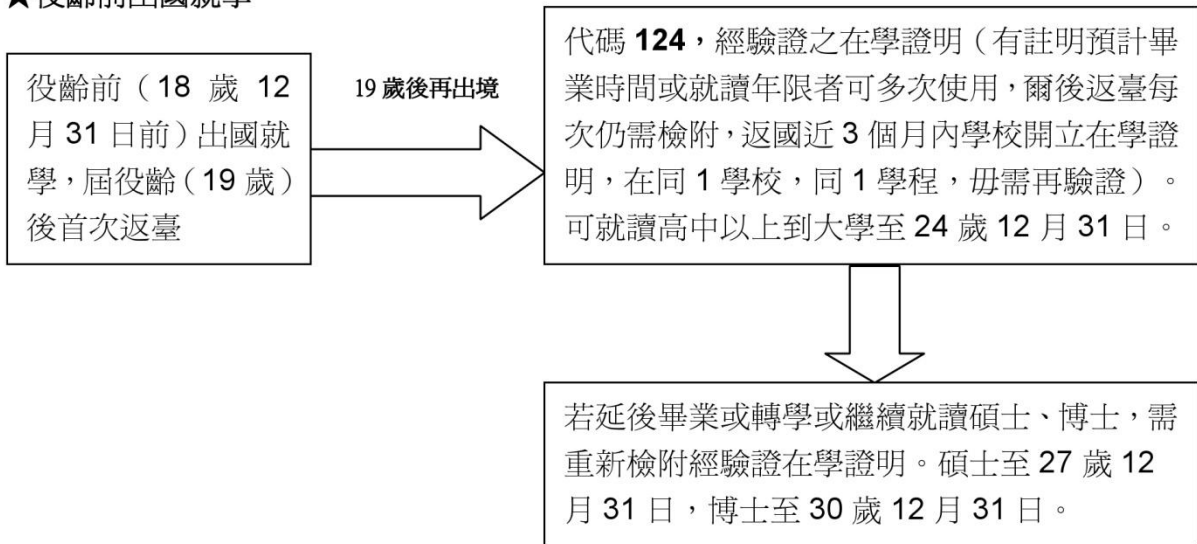 ★役齡前出國就學
役齡前（18 歲 12
月 31 日前）出國就
學，屆役齡（19 歲）
後首次返臺
19 歲後再出境
代碼 124，經驗證之在學證明（有註明預計畢
業時間或就讀年限者可多次使用，爾後返臺每
次仍需檢附，返國近 3 個月內學校開立在學證
明，在同 1 學校，同 1 學程，毋需再驗證）。
可就讀高中以上到大學至 24 歲 12 月 31 日。
若延後畢業或轉學或繼續就讀碩士、博士，需
重新檢附經驗證在學證明。碩士至 27 歲 12
月 31 日，博士至 30 歲 12 月 31 日。